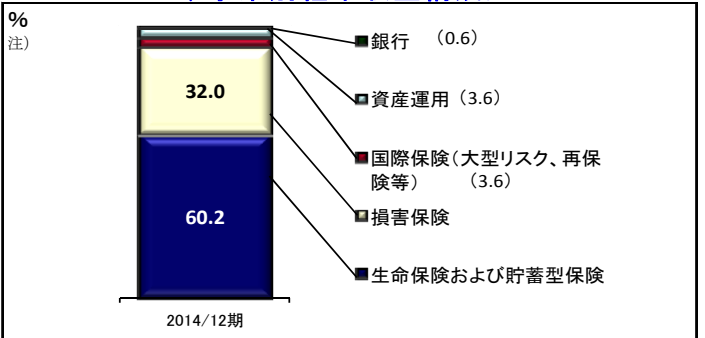 %
注)
銀行 (0.6)
資産運用 (3.6)
32.0
国際保険(大型リスク、再保
険等) (3.6)
損害保険
60.2
生命保険および貯蓄型保険
2014/12期